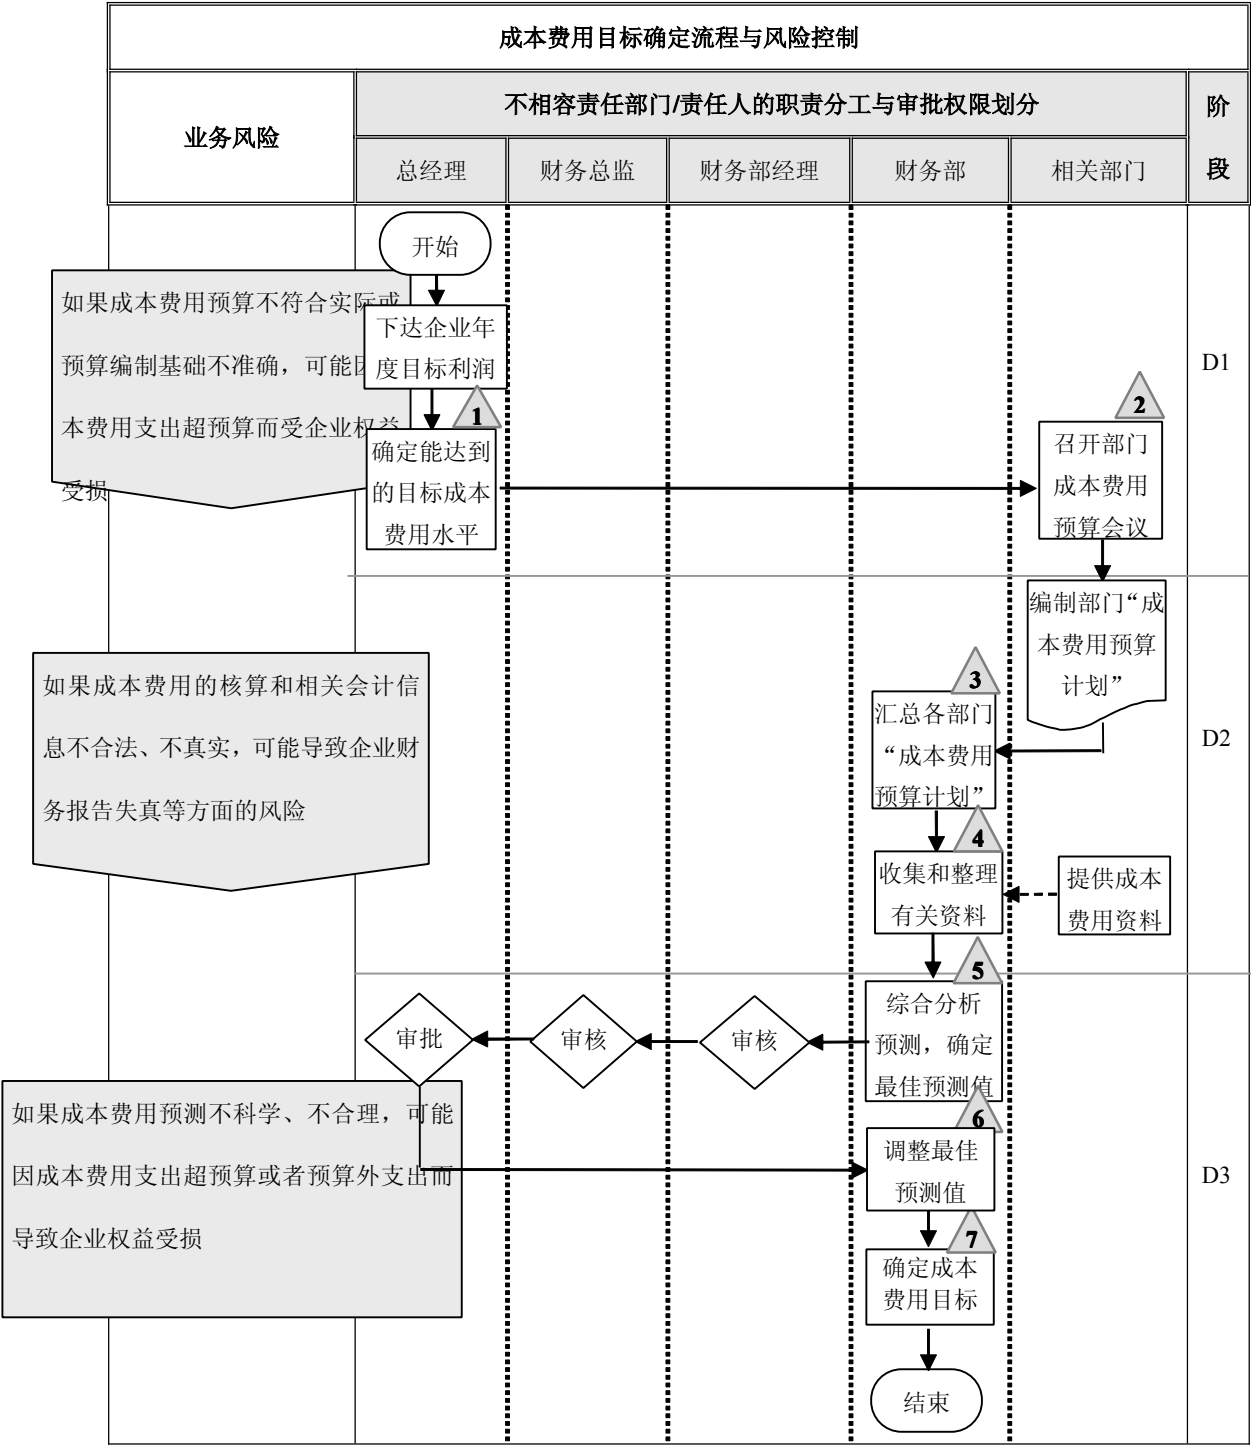 成本费用目标确定流程与风险控制
业务风险
不相容责任部门/责任人的职责分工与审批权限划分
阶
段
总经理
财务总监
财务部经理
财务部
相关部门
开始
如果成本费用预算不符合实际或
预算编制基础不准确，可能因
本费用支出超预算而受企业权益
受损
下达企业年
度目标利润
D1
1
2
确定能达到
的目标成本
费用水平
召开部门
成本费用
预算会议
编制部门“成
本费用预算
计划”
如果成本费用的核算和相关会计信
息不合法、不真实，可能导致企业财
务报告失真等方面的风险
3
汇总各部门
“成本费用
预算计划”
D2
4
收集和整理
有关资料
提供成本
费用资料
5
综合分析
预测，确定
最佳预测值
审批
审核
审核
如果成本费用预测不科学、不合理，可能
因成本费用支出超预算或者预算外支出而
导致企业权益受损
6
调整最佳
预测值
D3
7
确定成本
费用目标
结束